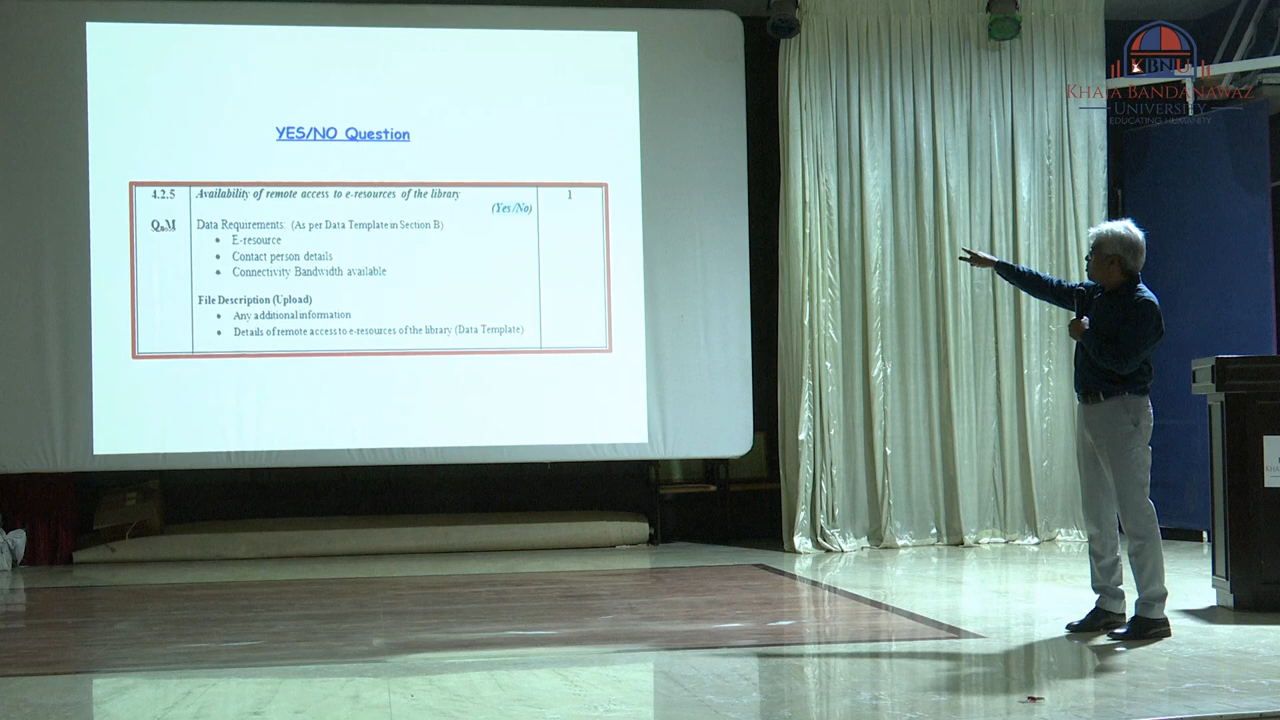 YES/NO Question
4.2.5 Availability of remote access to e-resources of the library 1
(Yes/No)
QnM Data Requirements: (As per Data Template in Section B)
• E-resource
• Contact person details
• Connectivity Bandwidth available
File Description (Upload)
• Any additional information
• Details of remote access to e-resources of the library (Data Template)
KBNU
KHAJA BANDANAWAZ
UNIVERSITY
EDUCATING HUMANITY